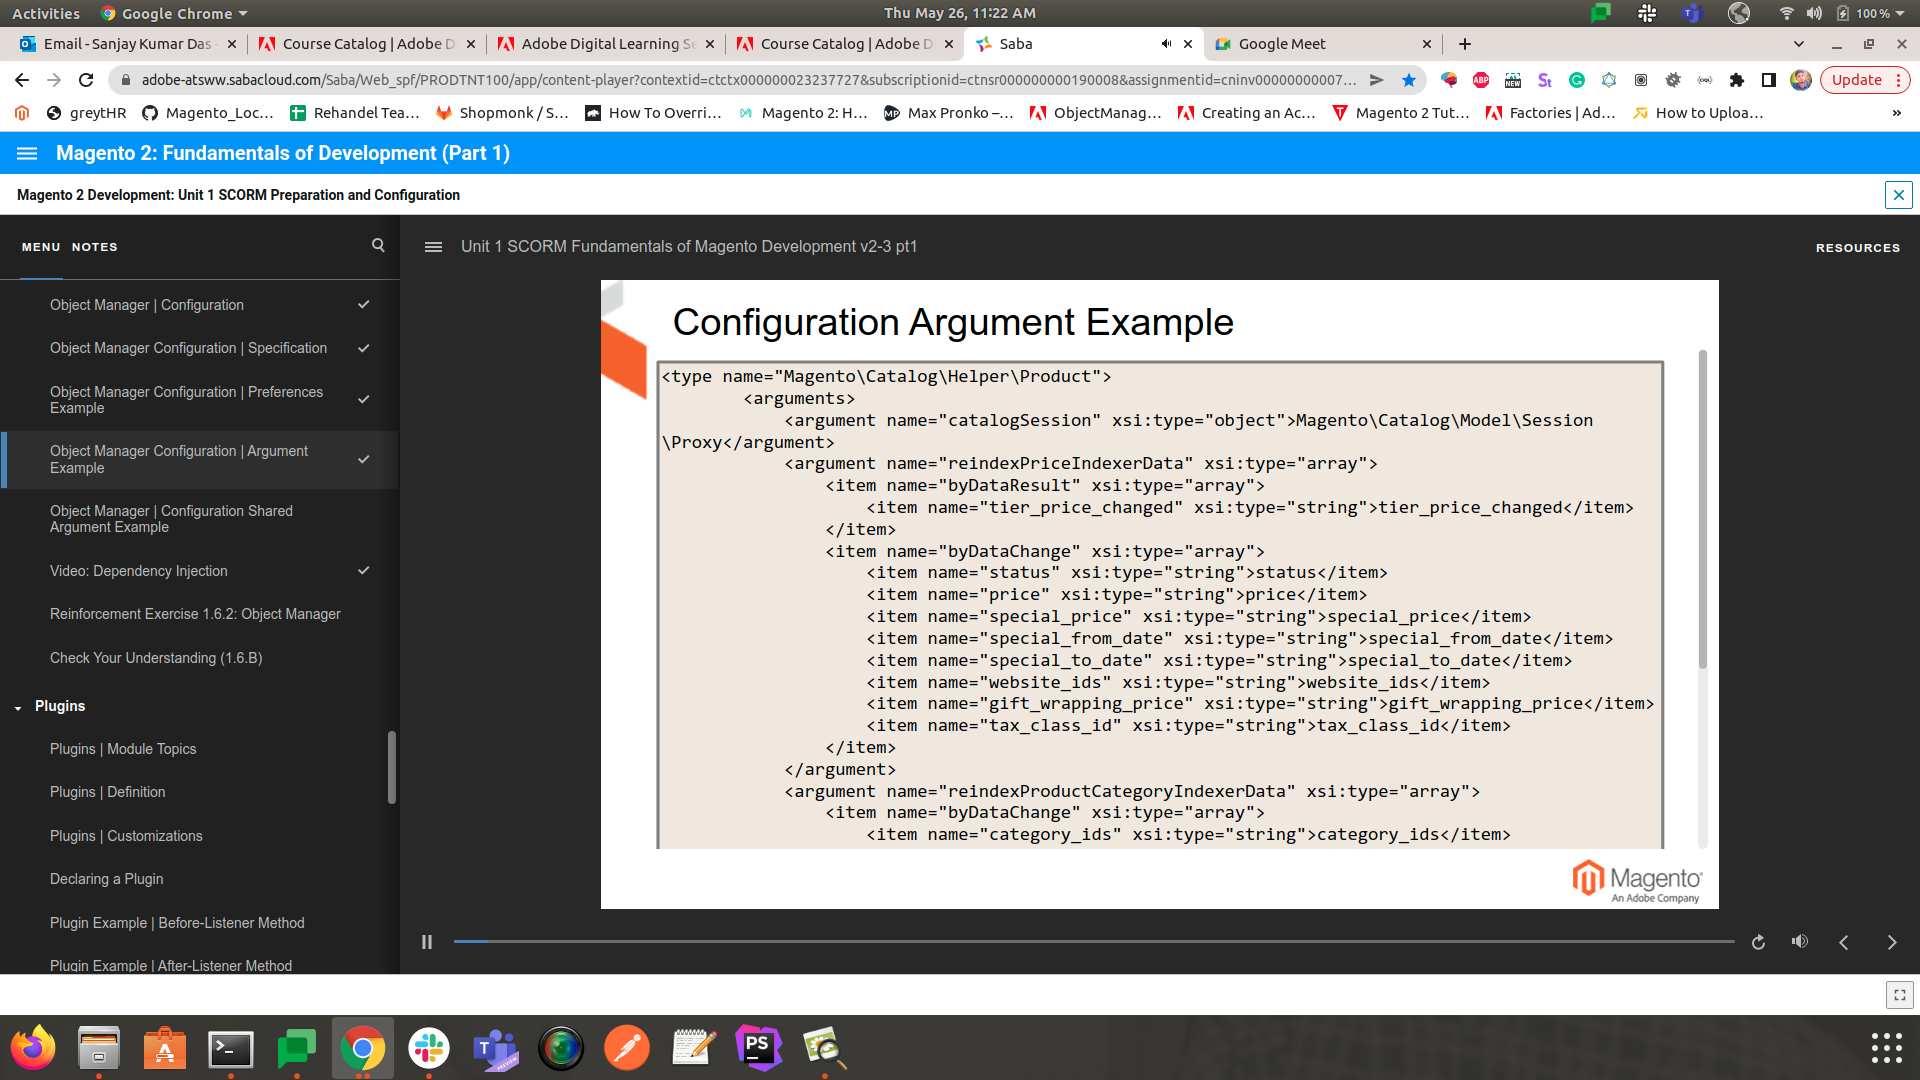 Activities
Google Chrome
Thu May 26, 11:22 AM
100 %
Email - Sanjay Kumar Das -
Course Catalog | Adobe D
Adobe Digital Learning Se
Course Catalog | Adobe D
Saba
Google Meet
adobe-atsww.sabacloud.com/Saba/Web_spf/PRODTNT100/app/content-player?contextid=ctctx000000023237727&subscriptionid=ctnsr000000000190008&assignmentid=cninv00000000007...
ABP
NEW
Update
greytHR
Magento_Loc...
Rehandel Tea...
Shopmonk / S...
How To Overri...
Magento 2: H...
Max Pronko –...
ObjectManag...
Creating an Ac...
Magento 2 Tut...
Factories | Ad...
How to Uploa...
»
Magento 2: Fundamentals of Development (Part 1)
Magento 2 Development: Unit 1 SCORM Preparation and Configuration
MENU NOTES
Unit 1 SCORM Fundamentals of Magento Development v2-3 pt1
RESOURCES
Object Manager | Configuration
Object Manager Configuration | Specification
Object Manager Configuration | Preferences
Example
Object Manager Configuration | Argument
Example
Object Manager | Configuration Shared
Argument Example
Video: Dependency Injection
Reinforcement Exercise 1.6.2: Object Manager
Check Your Understanding (1.6.B)
Plugins
Plugins | Module Topics
Plugins | Definition
Plugins | Customizations
Declaring a Plugin
Plugin Example | Before-Listener Method
Plugin Example | After-Listener Method
Configuration Argument Example
<type name="Magento\Catalog\Helper\Product">
<arguments>
<argument name="catalogSession" xsi:type="object">Magento\Catalog\Model\Session
\Proxy</argument>
<argument name="reindexPriceIndexerData" xsi:type="array">
<item name="byDataResult" xsi:type="array">
<item name="tier_price_changed" xsi:type="string">tier_price_changed</item>
</item>
<item name="byDataChange" xsi:type="array">
<item name="status" xsi:type="string">status</item>
<item name="price" xsi:type="string">price</item>
<item name="special_price" xsi:type="string">special_price</item>
<item name="special_from_date" xsi:type="string">special_from_date</item>
<item name="special_to_date" xsi:type="string">special_to_date</item>
<item name="website_ids" xsi:type="string">website_ids</item>
<item name="gift_wrapping_price" xsi:type="string">gift_wrapping_price</item>
<item name="tax_class_id" xsi:type="string">tax_class_id</item>
</item>
</argument>
<argument name="reindexProductCategoryIndexerData" xsi:type="array">
<item name="byDataChange" xsi:type="array">
<item name="category_ids" xsi:type="string">category_ids</item>
Magento
An Adobe Company
PS